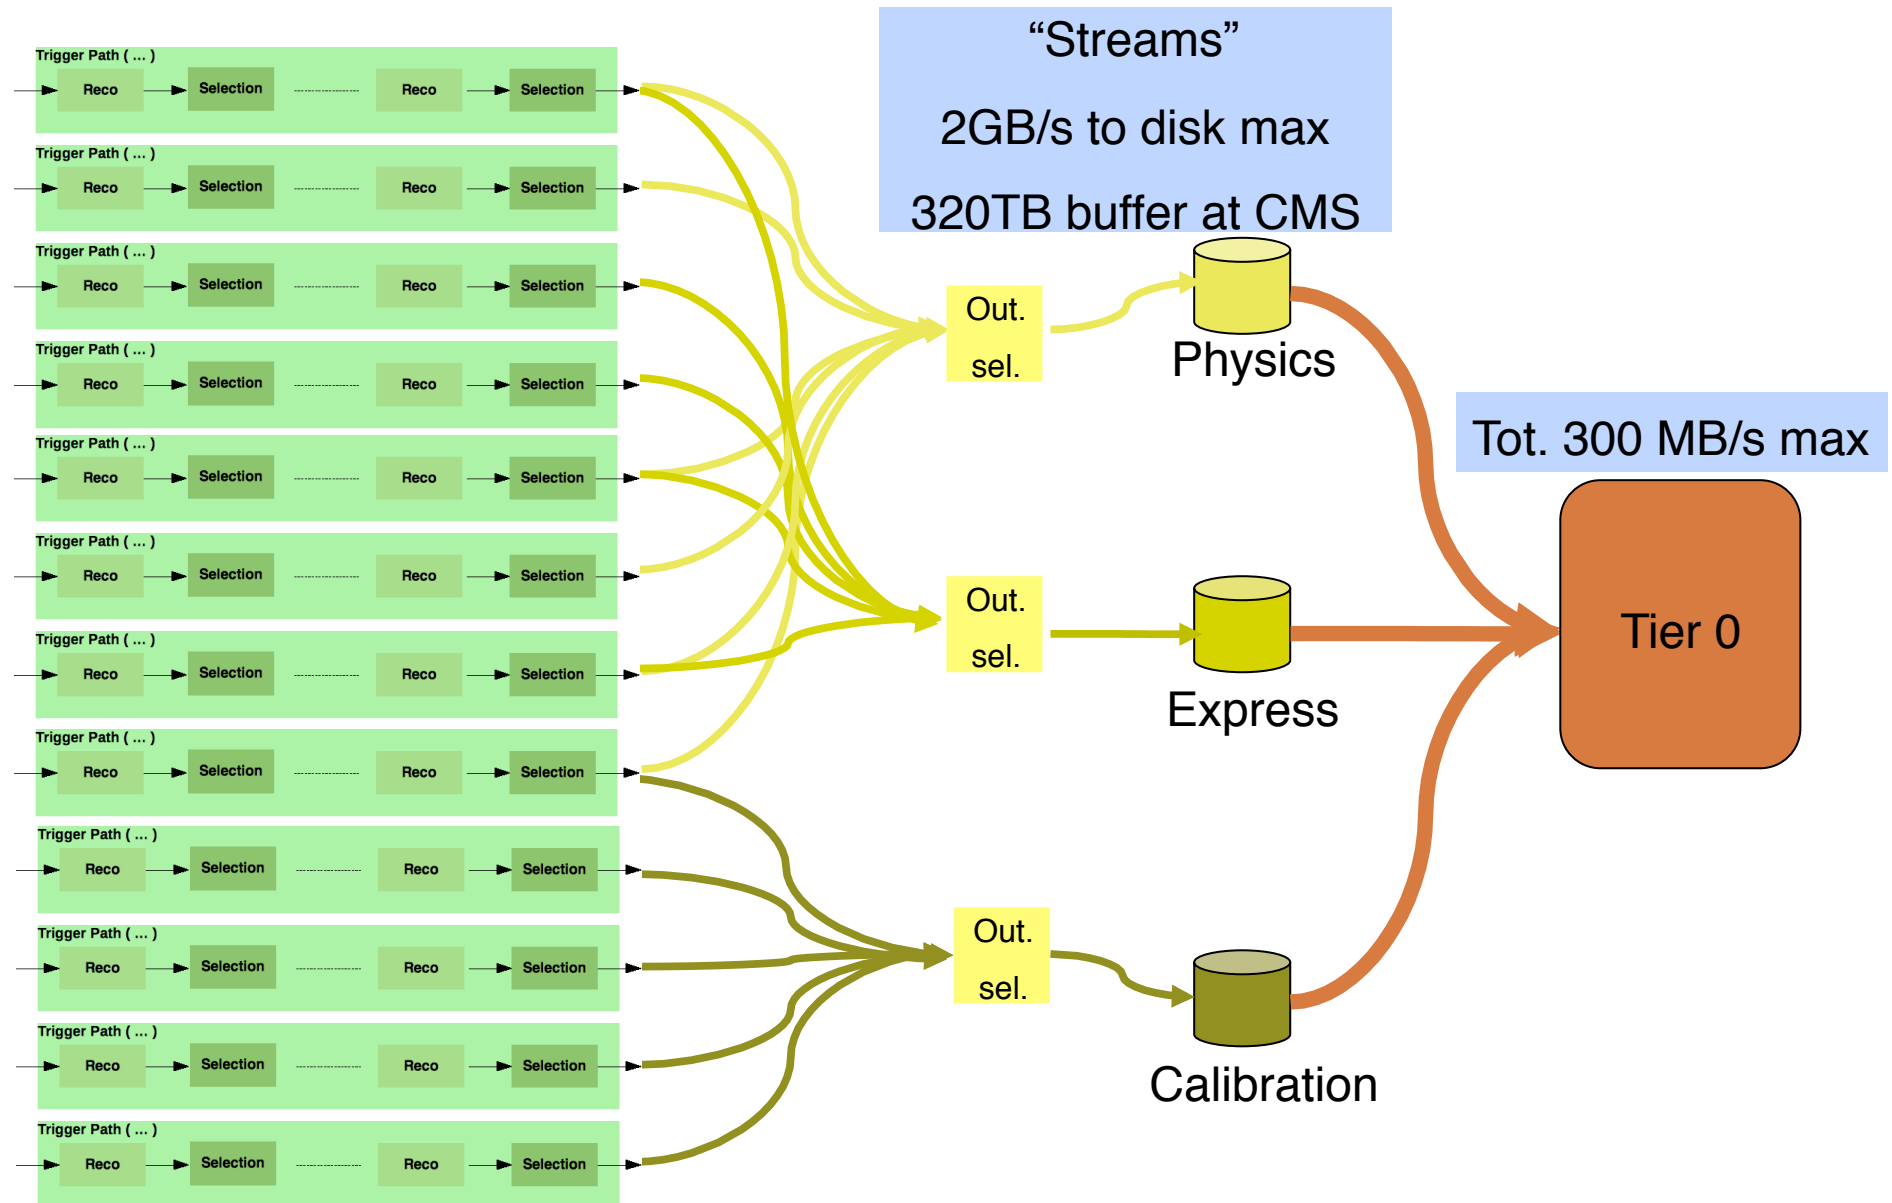 “Streams”
2GB/s to disk max
320TB buffer at CMS
Trigger Path ( ... )
Reco Selection Reco Selection
Trigger Path ( ... )
Reco Selection Reco Selection
Trigger Path ( ... )
Reco Selection Reco Selection
Trigger Path ( ... )
Reco Selection Reco Selection
Trigger Path ( ... )
Reco Selection Reco Selection
Trigger Path ( ... )
Reco Selection Reco Selection
Trigger Path ( ... )
Reco Selection Reco Selection
Trigger Path ( ... )
Reco Selection Reco Selection
Trigger Path ( ... )
Reco Selection Reco Selection
Trigger Path ( ... )
Reco Selection Reco Selection
Trigger Path ( ... )
Reco Selection Reco Selection
Trigger Path ( ... )
Reco Selection Reco Selection
Out.
sel.
Physics
Out.
sel.
Express
Out.
sel.
Calibration
Tot. 300 MB/s max
Tier 0